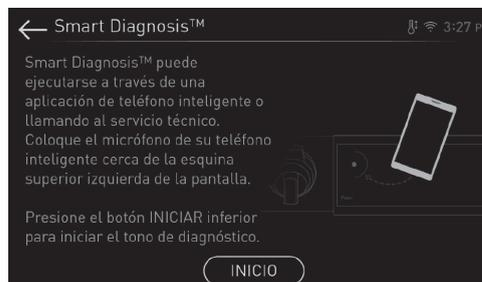 Smart Diagnosis™
3:27 P
Smart Diagnosis™ puede
ejecutarse a través de una
aplicación de teléfono inteligente o
llamando al servicio técnico.
Coloque el micrófono de su teléfono
inteligente cerca de la esquina
superior izquierda de la pantalla.
Presione el botón INICIAR inferior
para iniciar el tono de diagnóstico.
INICIO